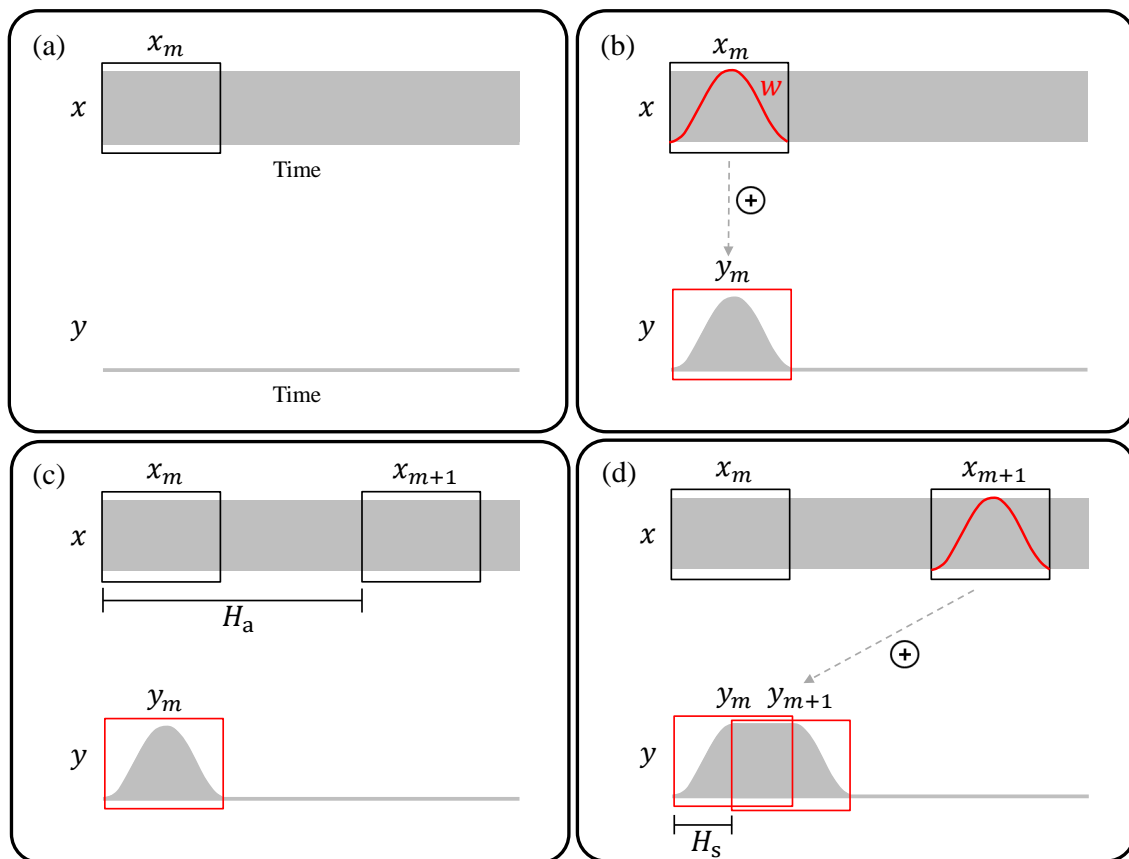 (a)
x_m
x
Time
y
Time
(b)
x_m
w
x
+
y_m
y
(c)
x_m
x_{m+1}
x
H_a
y_m
y
(d)
x_m
x_{m+1}
x
+
y_m y_{m+1}
y
H_s